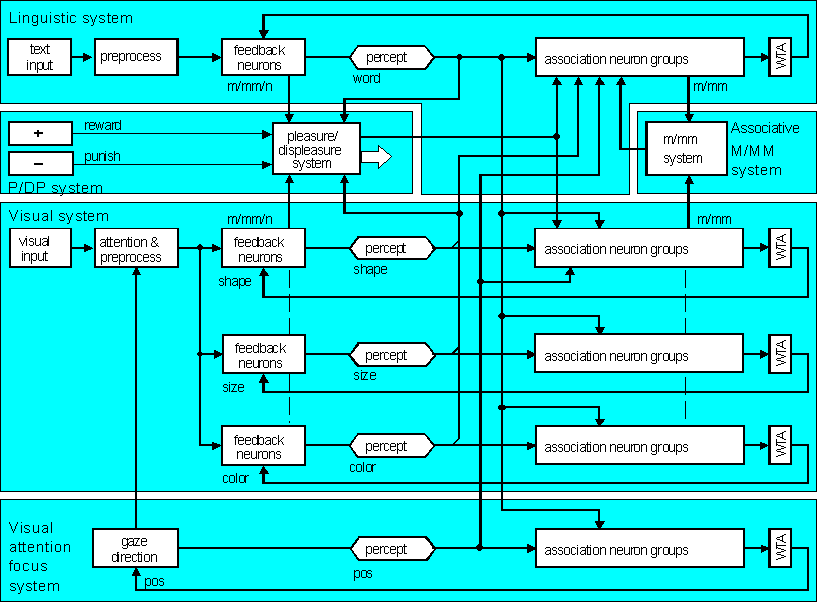 Linguistic system
text
input
preprocess
feedback
neurons
percept
word
association neuron groups
WTA
m/mm/n
m/mm
+
reward
–
punish
P/DP system
pleasure/
displeasure
system
m/mm
system
Associative
M/MM
system
Visual system
m/mm/n
m/mm
visual
input
attention &
preprocess
feedback
neurons
shape
percept
shape
association neuron groups
WTA
feedback
neurons
size
percept
size
association neuron groups
WTA
feedback
neurons
color
percept
color
association neuron groups
WTA
Visual
attention
focus
system
gaze
direction
pos
percept
pos
association neuron groups
WTA